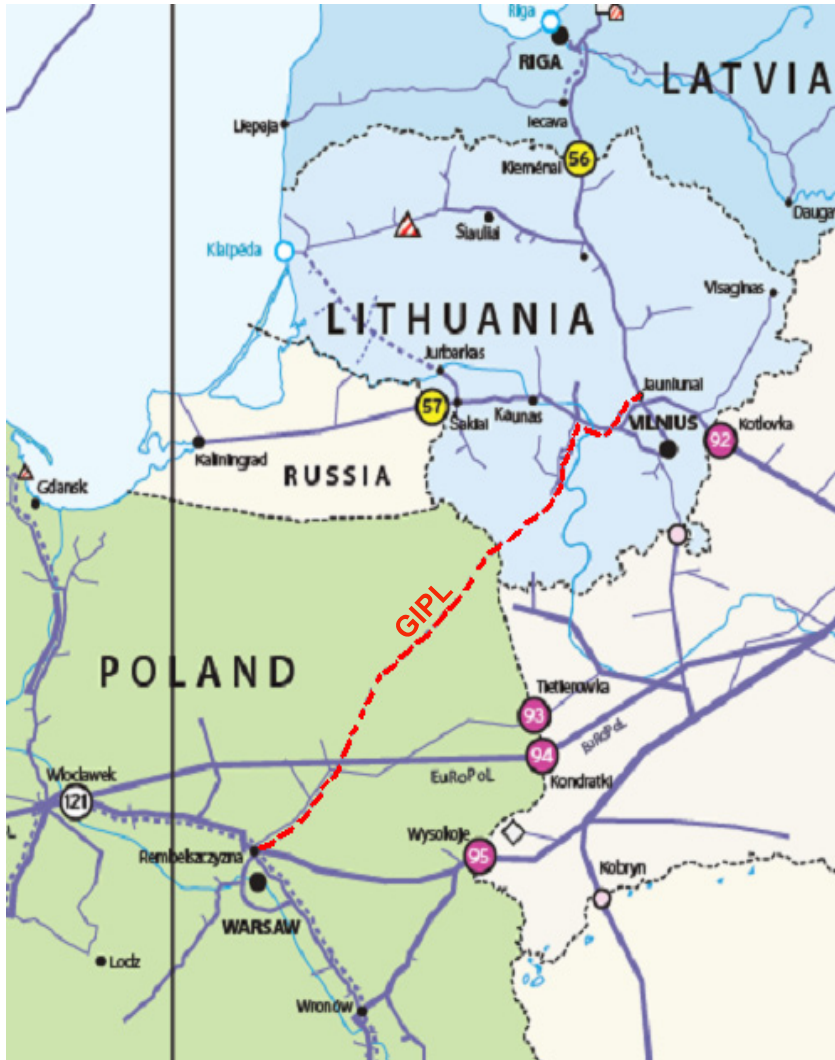 Riga
RIGA
LATVIA
Iecava
Liepaja
Kiemėnai
56
Daugav
Šiauliai
Klaipėda
Visaginas
LITHUANIA
Jurbarkas
Jauniunai
57
Sakiai
Kaunas
VILNIUS
92
Kotlovka
Kaliningrad
RUSSIA
Gdansk
GIPL
POLAND
Tietierowka
93
94
EuRoPoL
Włocławek
EuRoPoL
Kondratki
121
L
Wysokoje
Rembelszczyzna
95
Kobryn
WARSAW
Lodz
Wronów